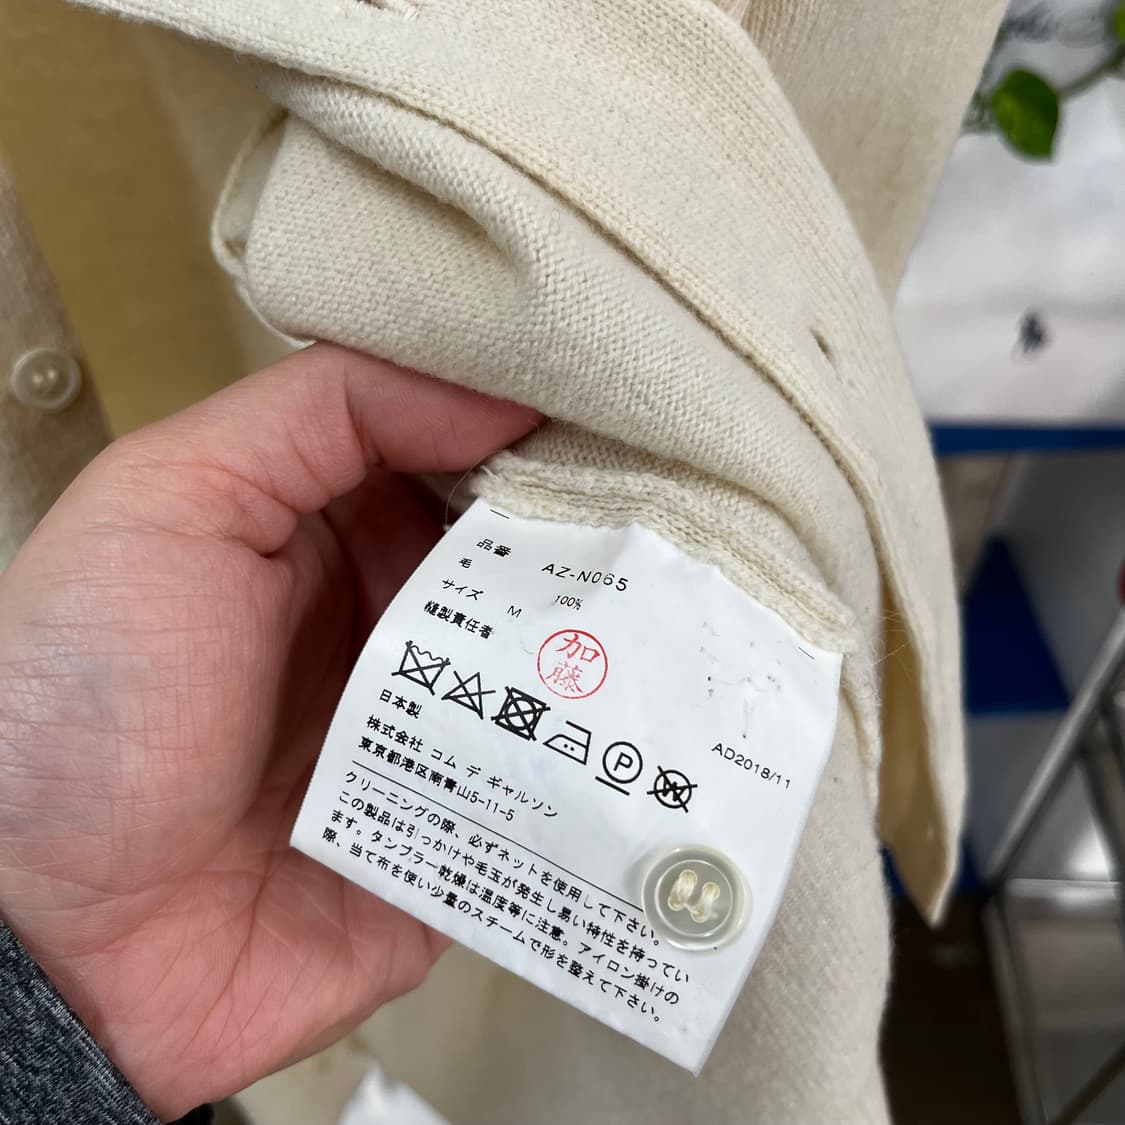 品番 AZ-N065
毛 100%
サイズ M
縫製責任者
加藤
P
W
日本製
AD2018/11
株式会社 コム デ ギャルソン
東京都港区南青山5-11-5
クリーニングの際、必ずネットを使用して下さい。
この製品は引っかけや毛玉が発生し易い特性を持ってい
ます。タンブラー乾燥は温度等に注意。アイロン掛けの
際、当て布を使い少量のスチームで形を整えて下さい。